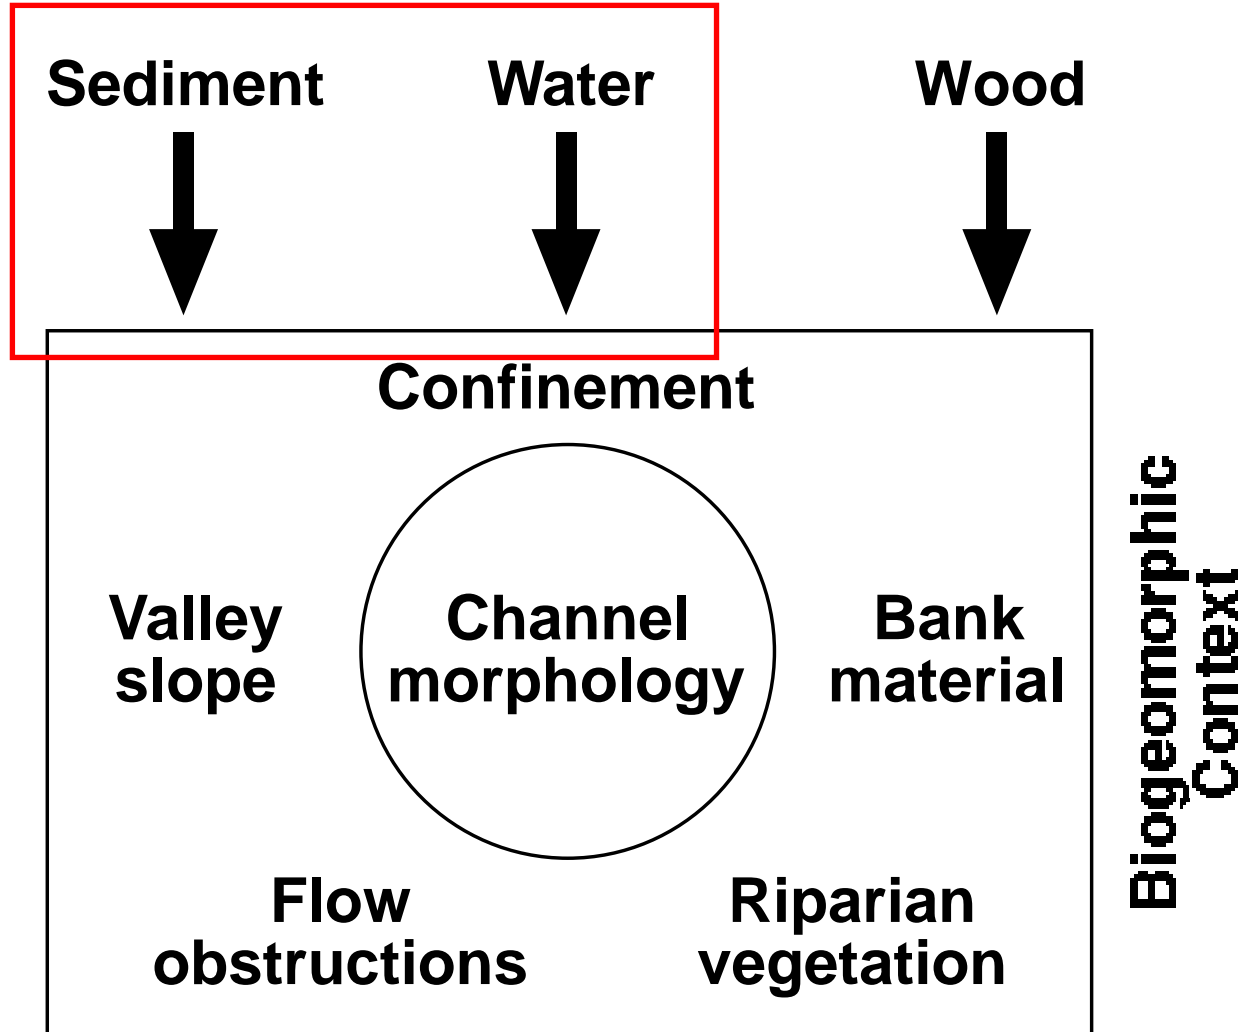 Sediment
Water
Wood
Confinement
Valley
slope
Channel
morphology
Bank
material
Flow
obstructions
Riparian
vegetation
Biogeomorphic
Context